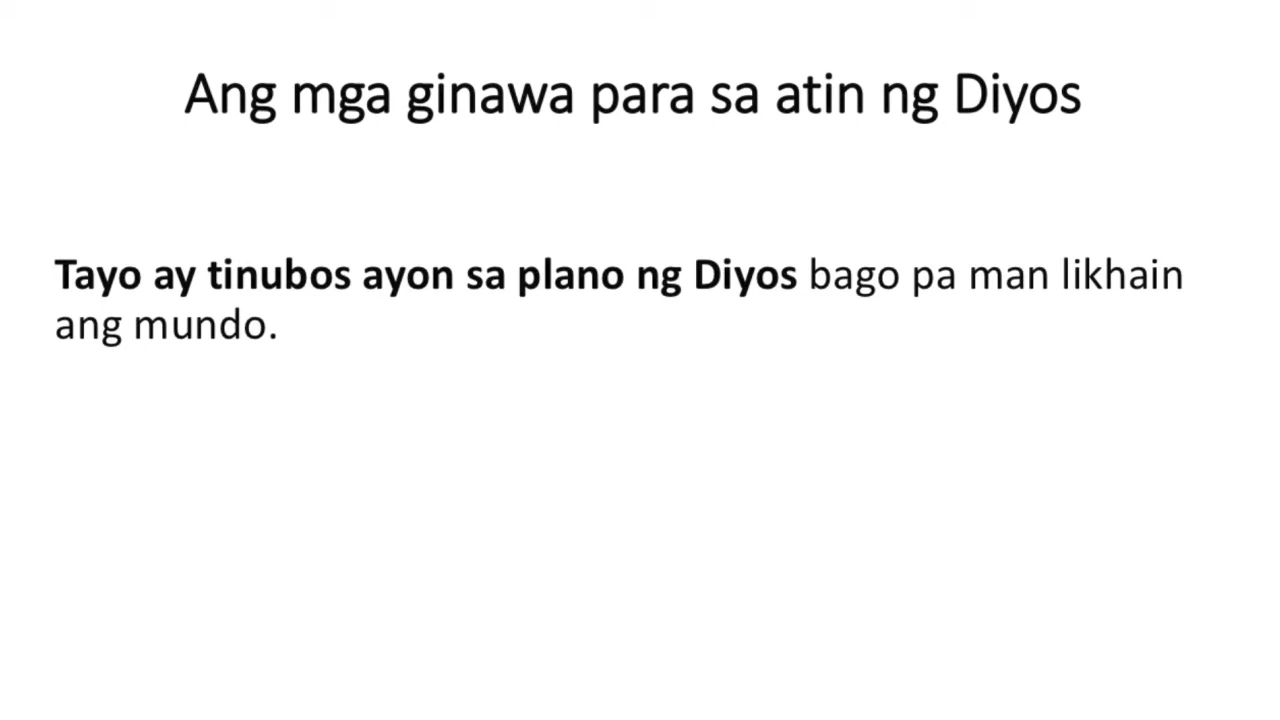 Ang mga ginawa para sa atin ng Diyos
Tayo ay tinubos ayon sa plano ng Diyos bago pa man likhain
ang mundo.